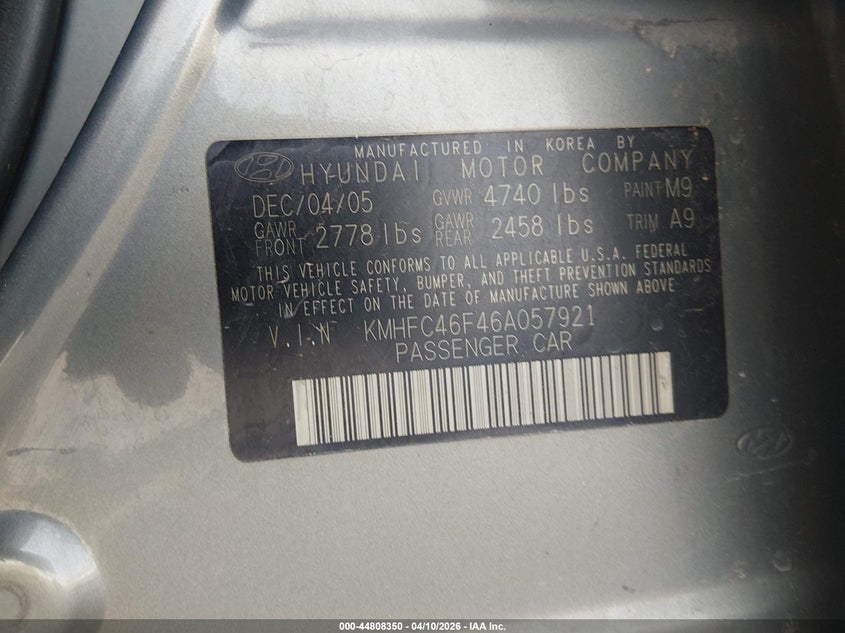 MANUFACTURED IN KOREA BY
HYUNDAI MOTOR COMPANY
DEC/04/05 GVWR 4740 lbs PAINT M9
GAWR FRONT 2778 lbs GAWR REAR 2458 lbs TRIM A9
THIS VEHICLE CONFORMS TO ALL APPLICABLE U.S.A. FEDERAL
MOTOR VEHICLE SAFETY, BUMPER, AND THEFT PREVENTION STANDARDS
IN EFFECT ON THE DATE OF MANUFACTURE SHOWN ABOVE
V.I.N KMHFC46F46A057921
PASSENGER CAR
000-44808350 - 04/10/2026 - IAA Inc.